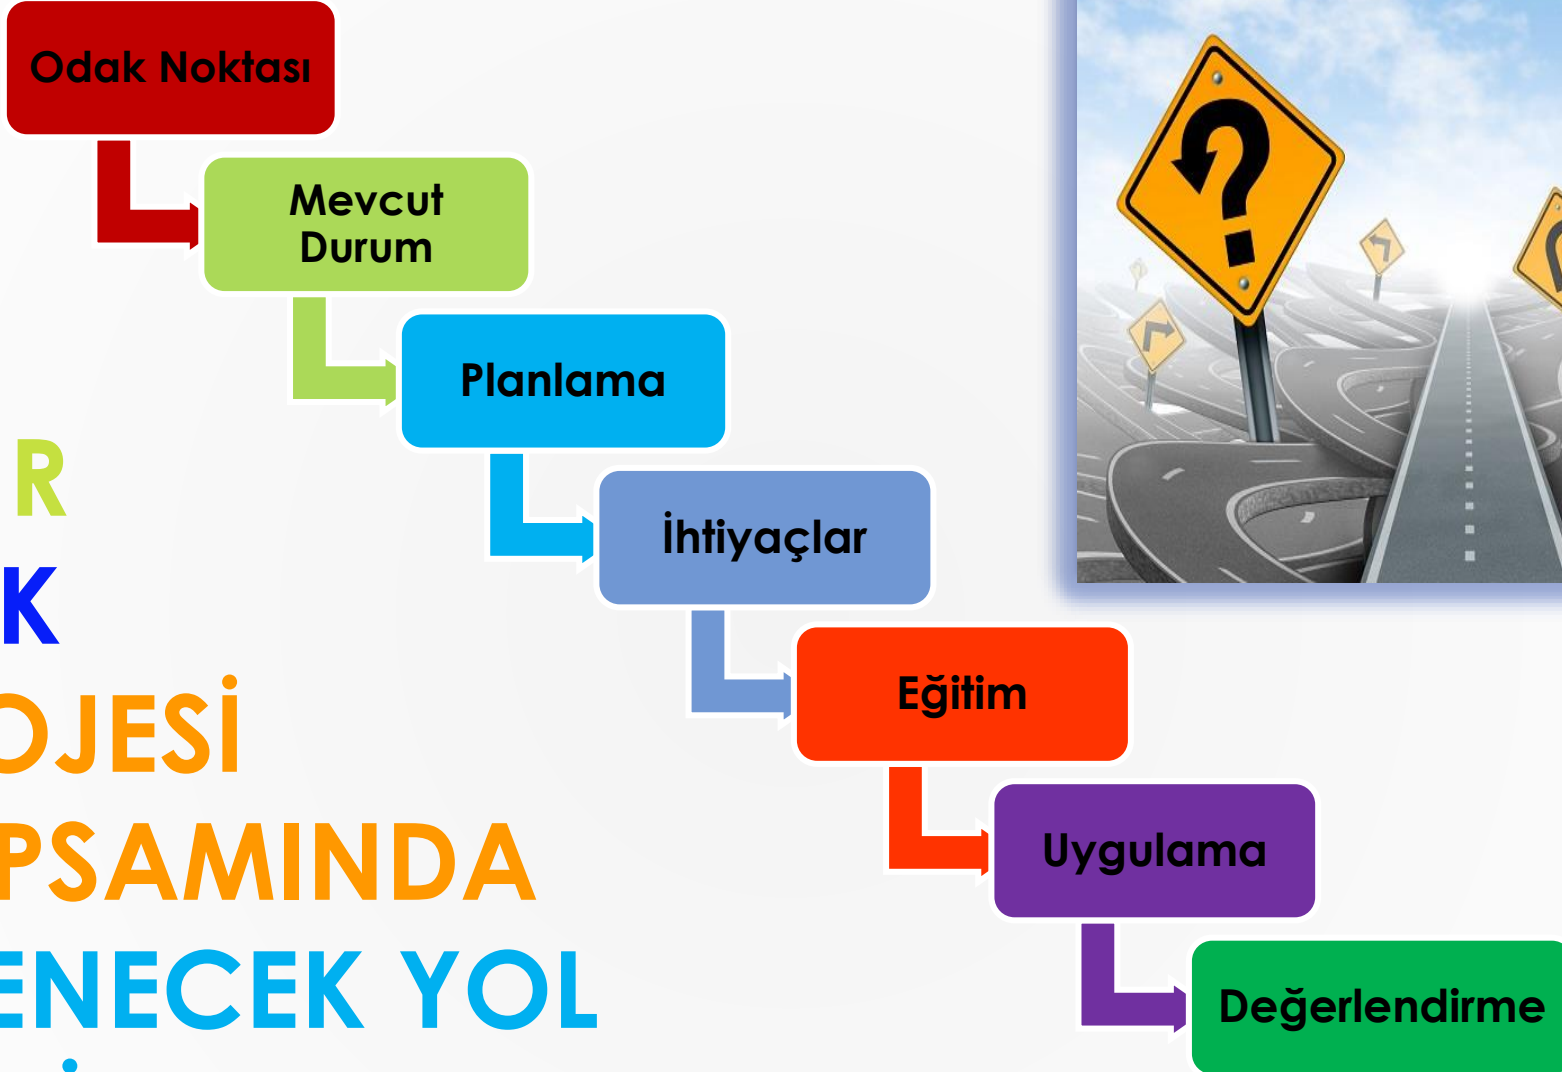 Odak Noktası
Mevcut
Durum
Planlama
İhtiyaçlar
Eğitim
Uygulama
Değerlendirme
R
K
OJESİ
PSAMINDA
ENECEK YOL